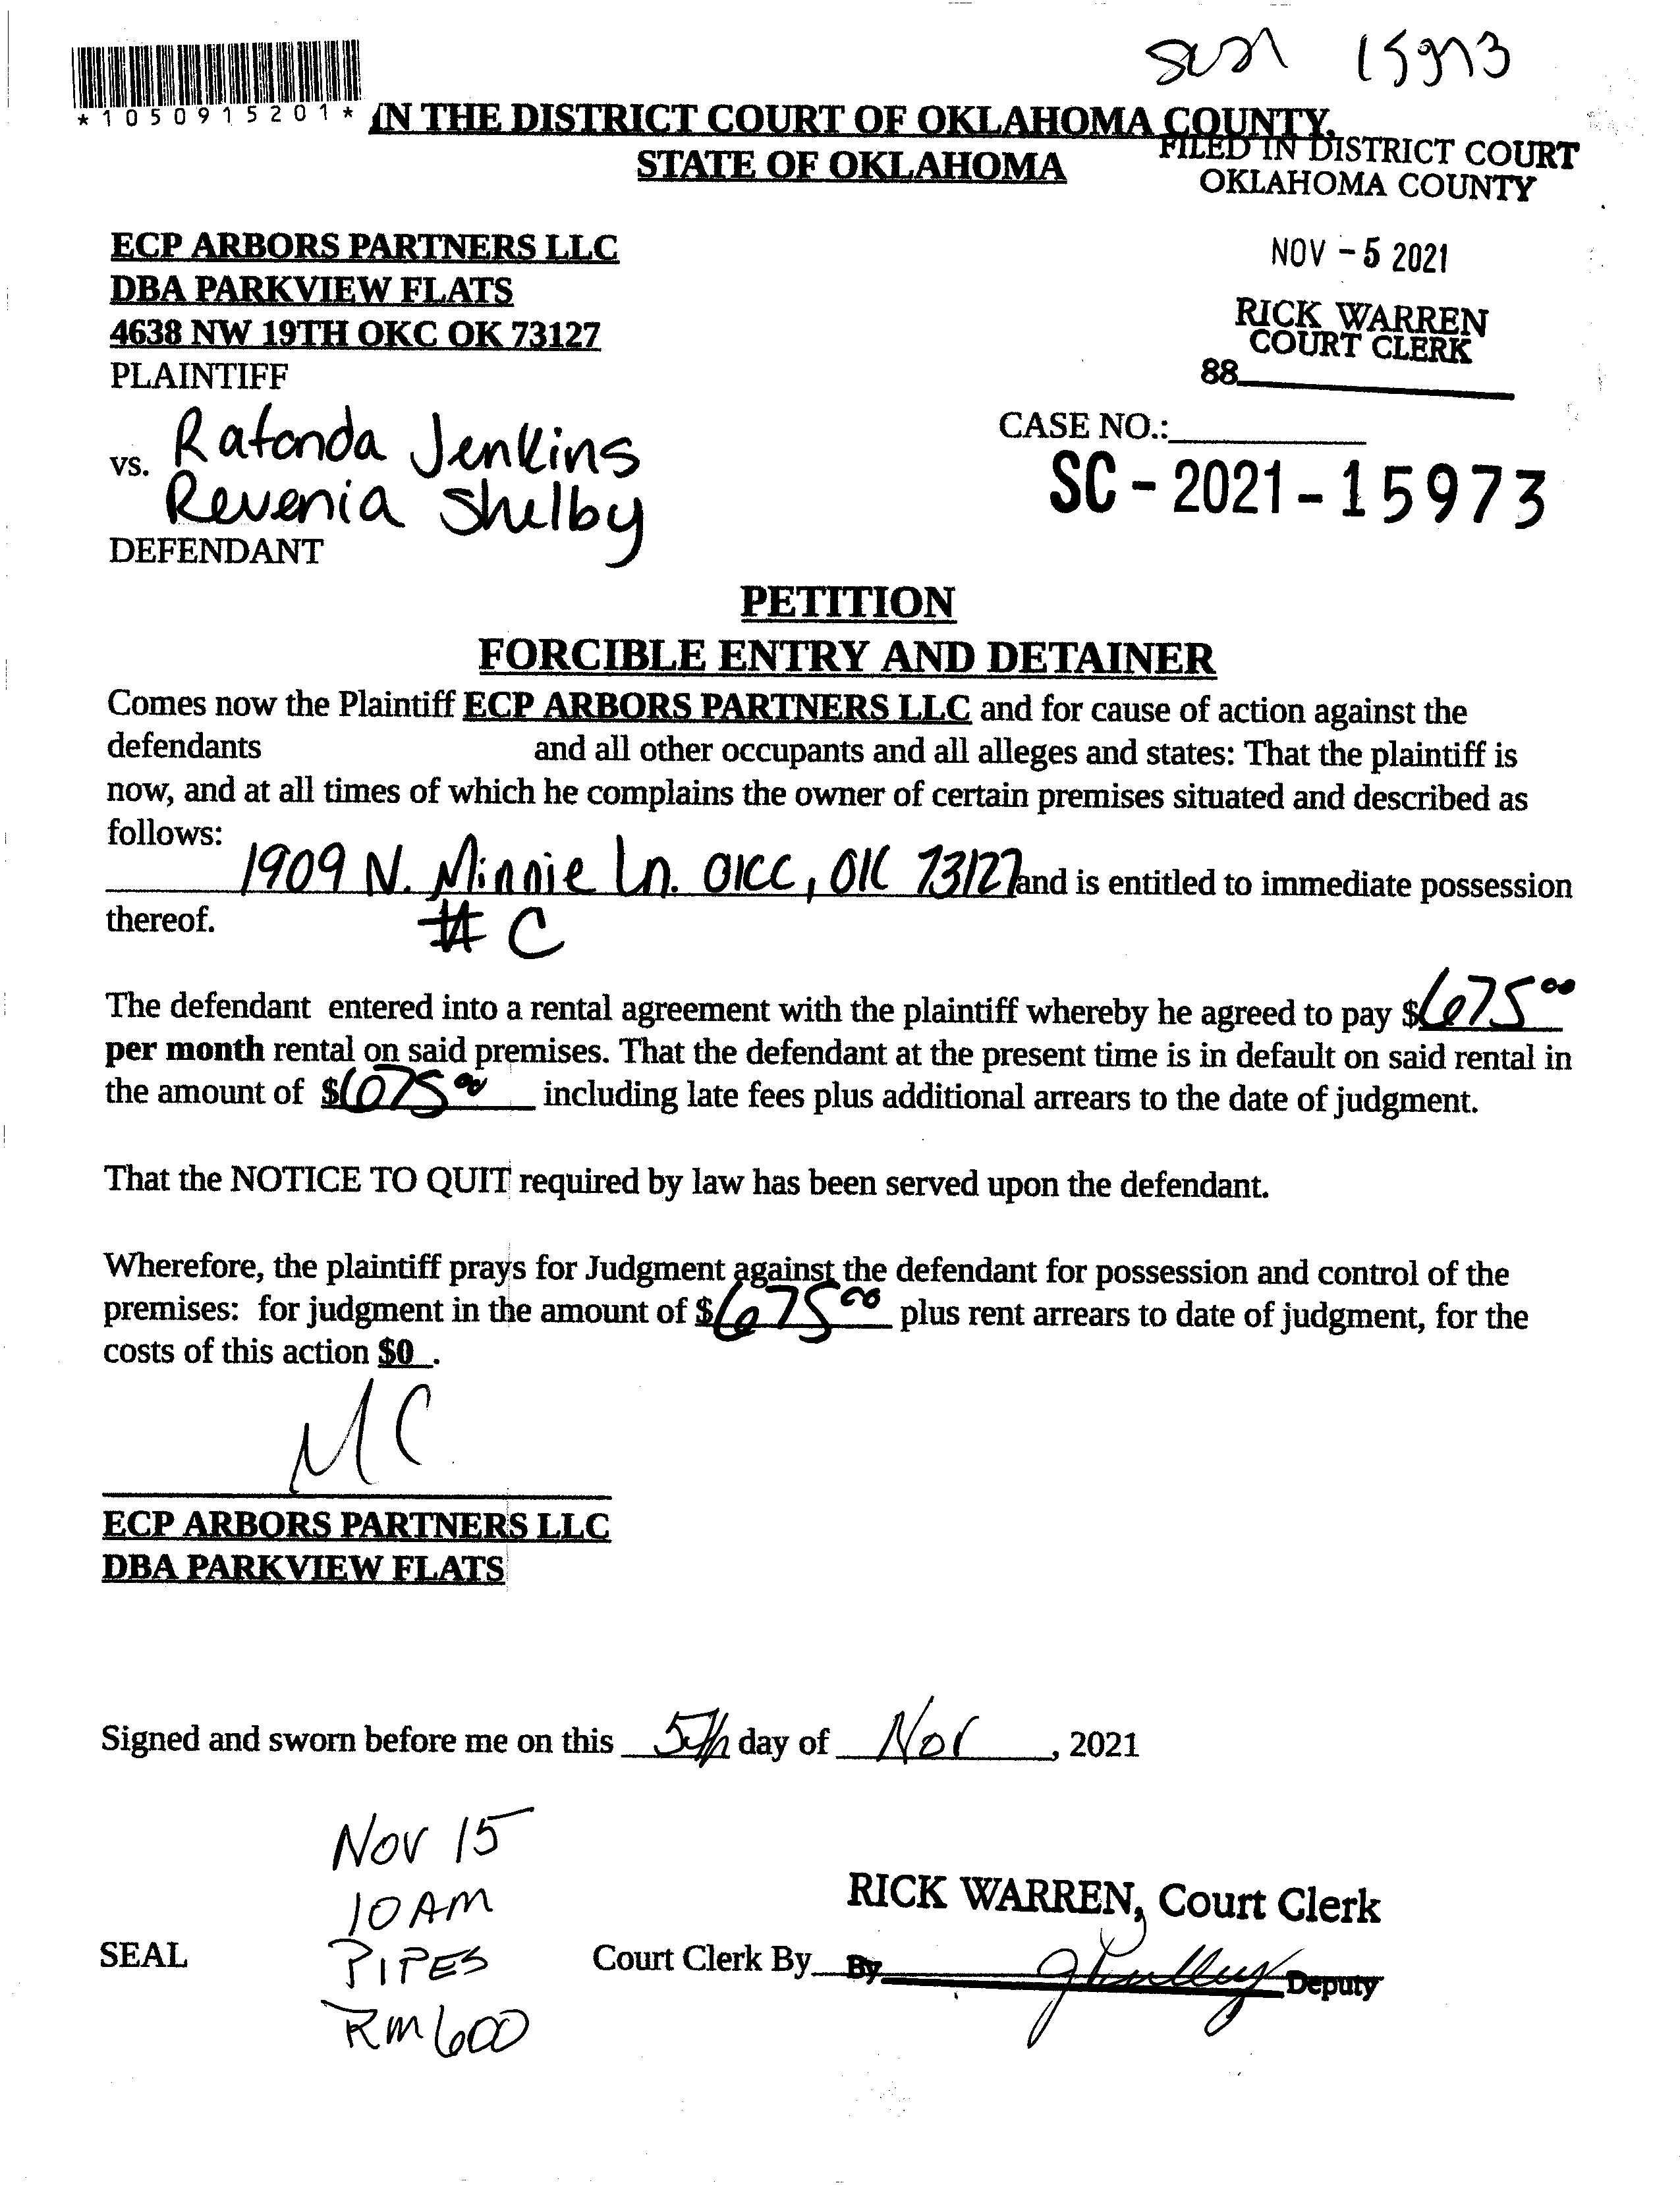 15973
*1050915201*
IN THE DISTRICT COURT OF OKLAHOMA COUNTY,
STATE OF OKLAHOMA
FILED IN DISTRICT COURT
OKLAHOMA COUNTY
NOV - 5 2021
RICK WARREN
COURT CLERK
88
ECP ARBORS PARTNERS LLC
DBA PARKVIEW FLATS
4638 NW 19TH OKC OK 73127
PLAINTIFF
vs. Rafonda Jenkins
Revenia Shelby
DEFENDANT
CASE NO.:
SC - 2021 - 15973
PETITION
FORCIBLE ENTRY AND DETAINER
Comes now the Plaintiff ECP ARBORS PARTNERS LLC and for cause of action against the
defendants and all other occupants and all alleges and states: That the plaintiff is
now, and at all times of which he complains the owner of certain premises situated and described as
follows:
1909 N. Minnie Ln. OKC, OK 73127 and is entitled to immediate possession
thereof. # C
The defendant entered into a rental agreement with the plaintiff whereby he agreed to pay $675.00
per month rental on said premises. That the defendant at the present time is in default on said rental in
the amount of $675.00 including late fees plus additional arrears to the date of judgment.
That the NOTICE TO QUIT required by law has been served upon the defendant.
Wherefore, the plaintiff prays for Judgment against the defendant for possession and control of the
premises: for judgment in the amount of $675.00 plus rent arrears to date of judgment, for the
costs of this action $0 .
MC
ECP ARBORS PARTNERS LLC
DBA PARKVIEW FLATS
Signed and sworn before me on this 5th day of Nov , 2021
Nov 15
10 AM
PIPES
RM 600
SEAL
RICK WARREN, Court Clerk
Court Clerk By By Deputy